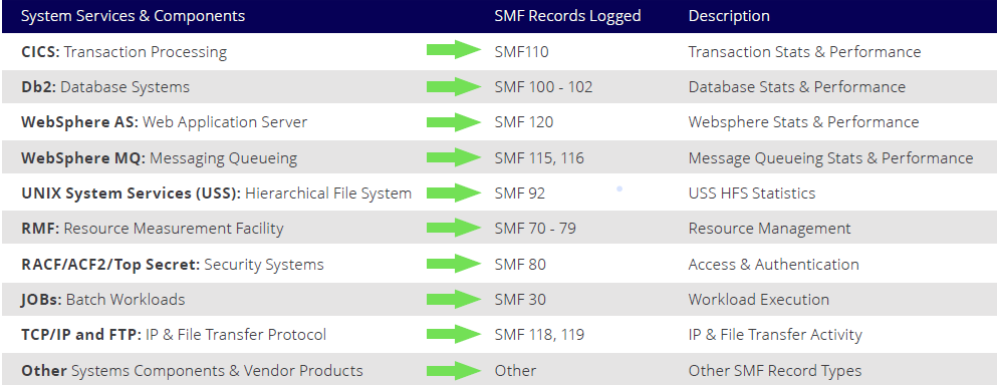 System Services & Components SMF Records Logged Description
CICS: Transaction Processing SMF110 Transaction Stats & Performance
Db2: Database Systems SMF 100 - 102 Database Stats & Performance
WebSphere AS: Web Application Server SMF 120 Websphere Stats & Performance
WebSphere MQ: Messaging Queueing SMF 115, 116 Message Queueing Stats & Performance
UNIX System Services (USS): Hierarchical File System SMF 92 USS HFS Statistics
RMF: Resource Measurement Facility SMF 70 - 79 Resource Management
RACF/ACF2/Top Secret: Security Systems SMF 80 Access & Authentication
JOBs: Batch Workloads SMF 30 Workload Execution
TCP/IP and FTP: IP & File Transfer Protocol SMF 118, 119 IP & File Transfer Activity
Other Systems Components & Vendor Products Other Other SMF Record Types